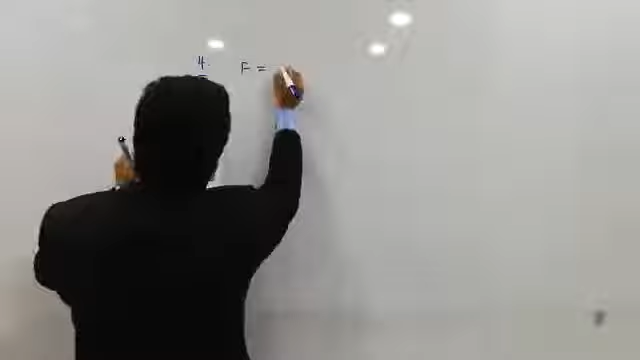 4. F =